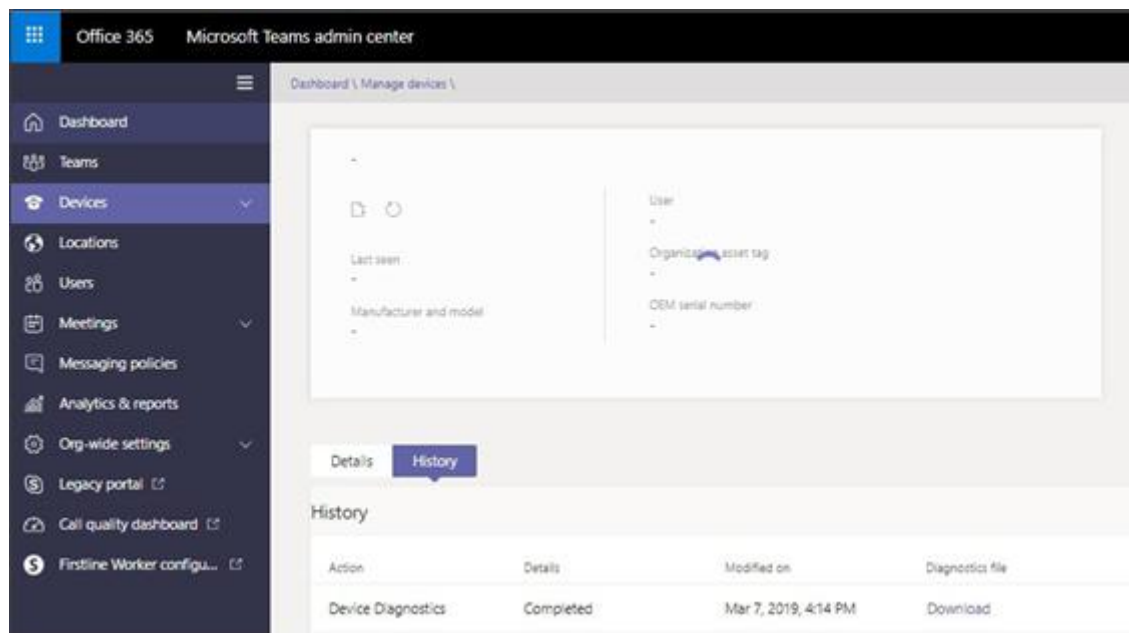 Office 365 Microsoft Teams admin center
Dashboard \ Manage devices \
Dashboard
Teams
Devices
Locations
Users
Meetings
Messaging policies
Analytics & reports
Org-wide settings
Legacy portal
Call quality dashboard
Firstline Worker configu...
-
User
-
Last seen
-
Organization asset tag
-
Manufacturer and model
-
OEM serial number
-
Details History
History
Action Details Modified on Diagnostics file
Device Diagnostics Completed Mar 7, 2019, 4:14 PM Download